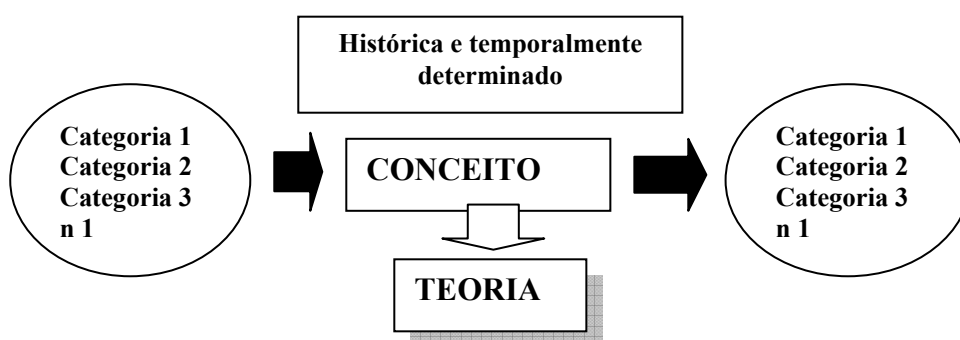 Histórica e temporalmente
determinado
Categoria 1
Categoria 2
Categoria 3
n 1
CONCEITO
Categoria 1
Categoria 2
Categoria 3
n 1
TEORIA